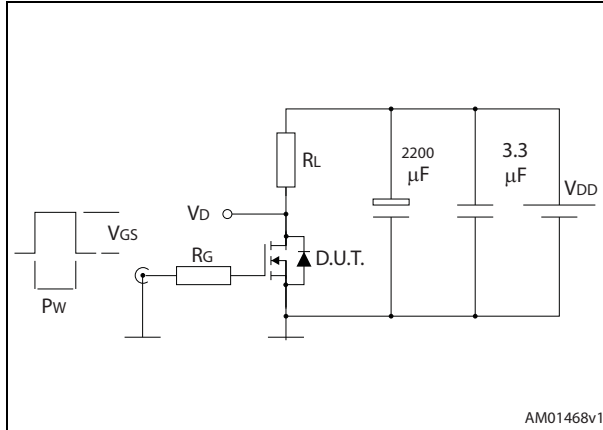 2200
μF
3.3
μF
VDD
RL
VD
VGS
RG
D.U.T.
PW
AM01468v1